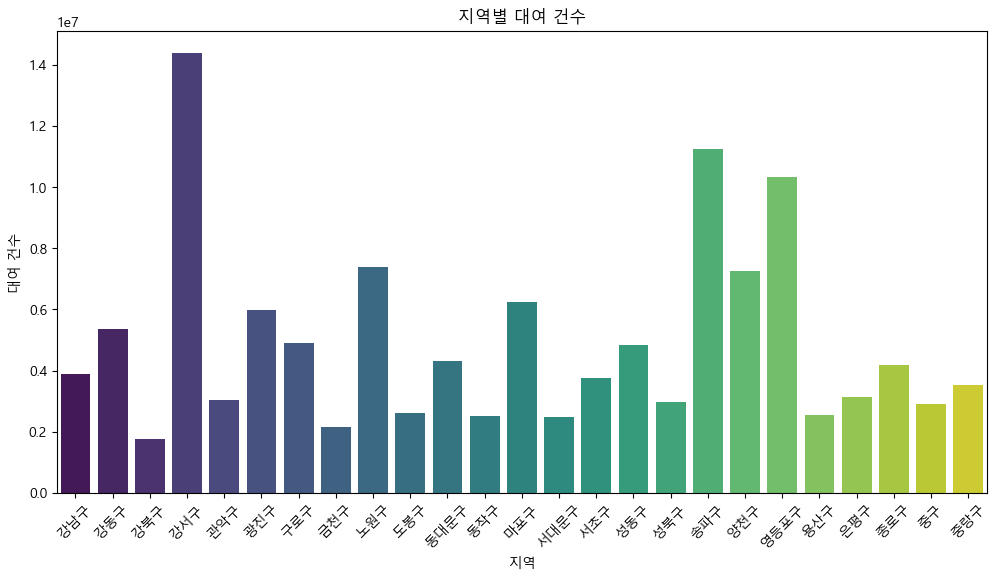 지역별 대여 건수
1e7
1.4
1.2
1.0
0.8
0.6
0.4
0.2
0.0
대여 건수
강남구
강동구
강북구
강서구
관악구
광진구
구로구
금천구
노원구
도봉구
동대문구
동작구
마포구
서대문구
서초구
성동구
성북구
송파구
양천구
영등포구
용산구
은평구
종로구
중구
중랑구
지역